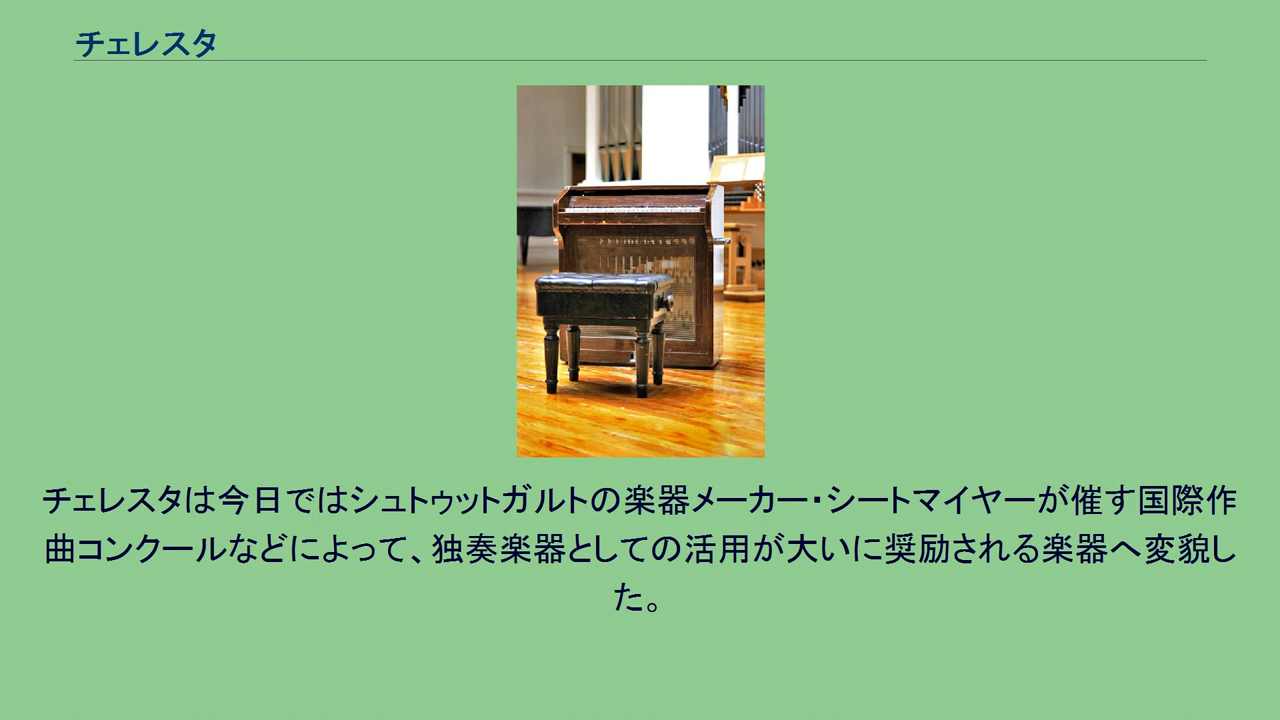 チェレスタ
チェレスタは今日ではシュトゥットガルトの楽器メーカー・シートマイヤーが催す国際作
曲コンクールなどによって、独奏楽器としての活用が大いに奨励される楽器へ変貌し
た。